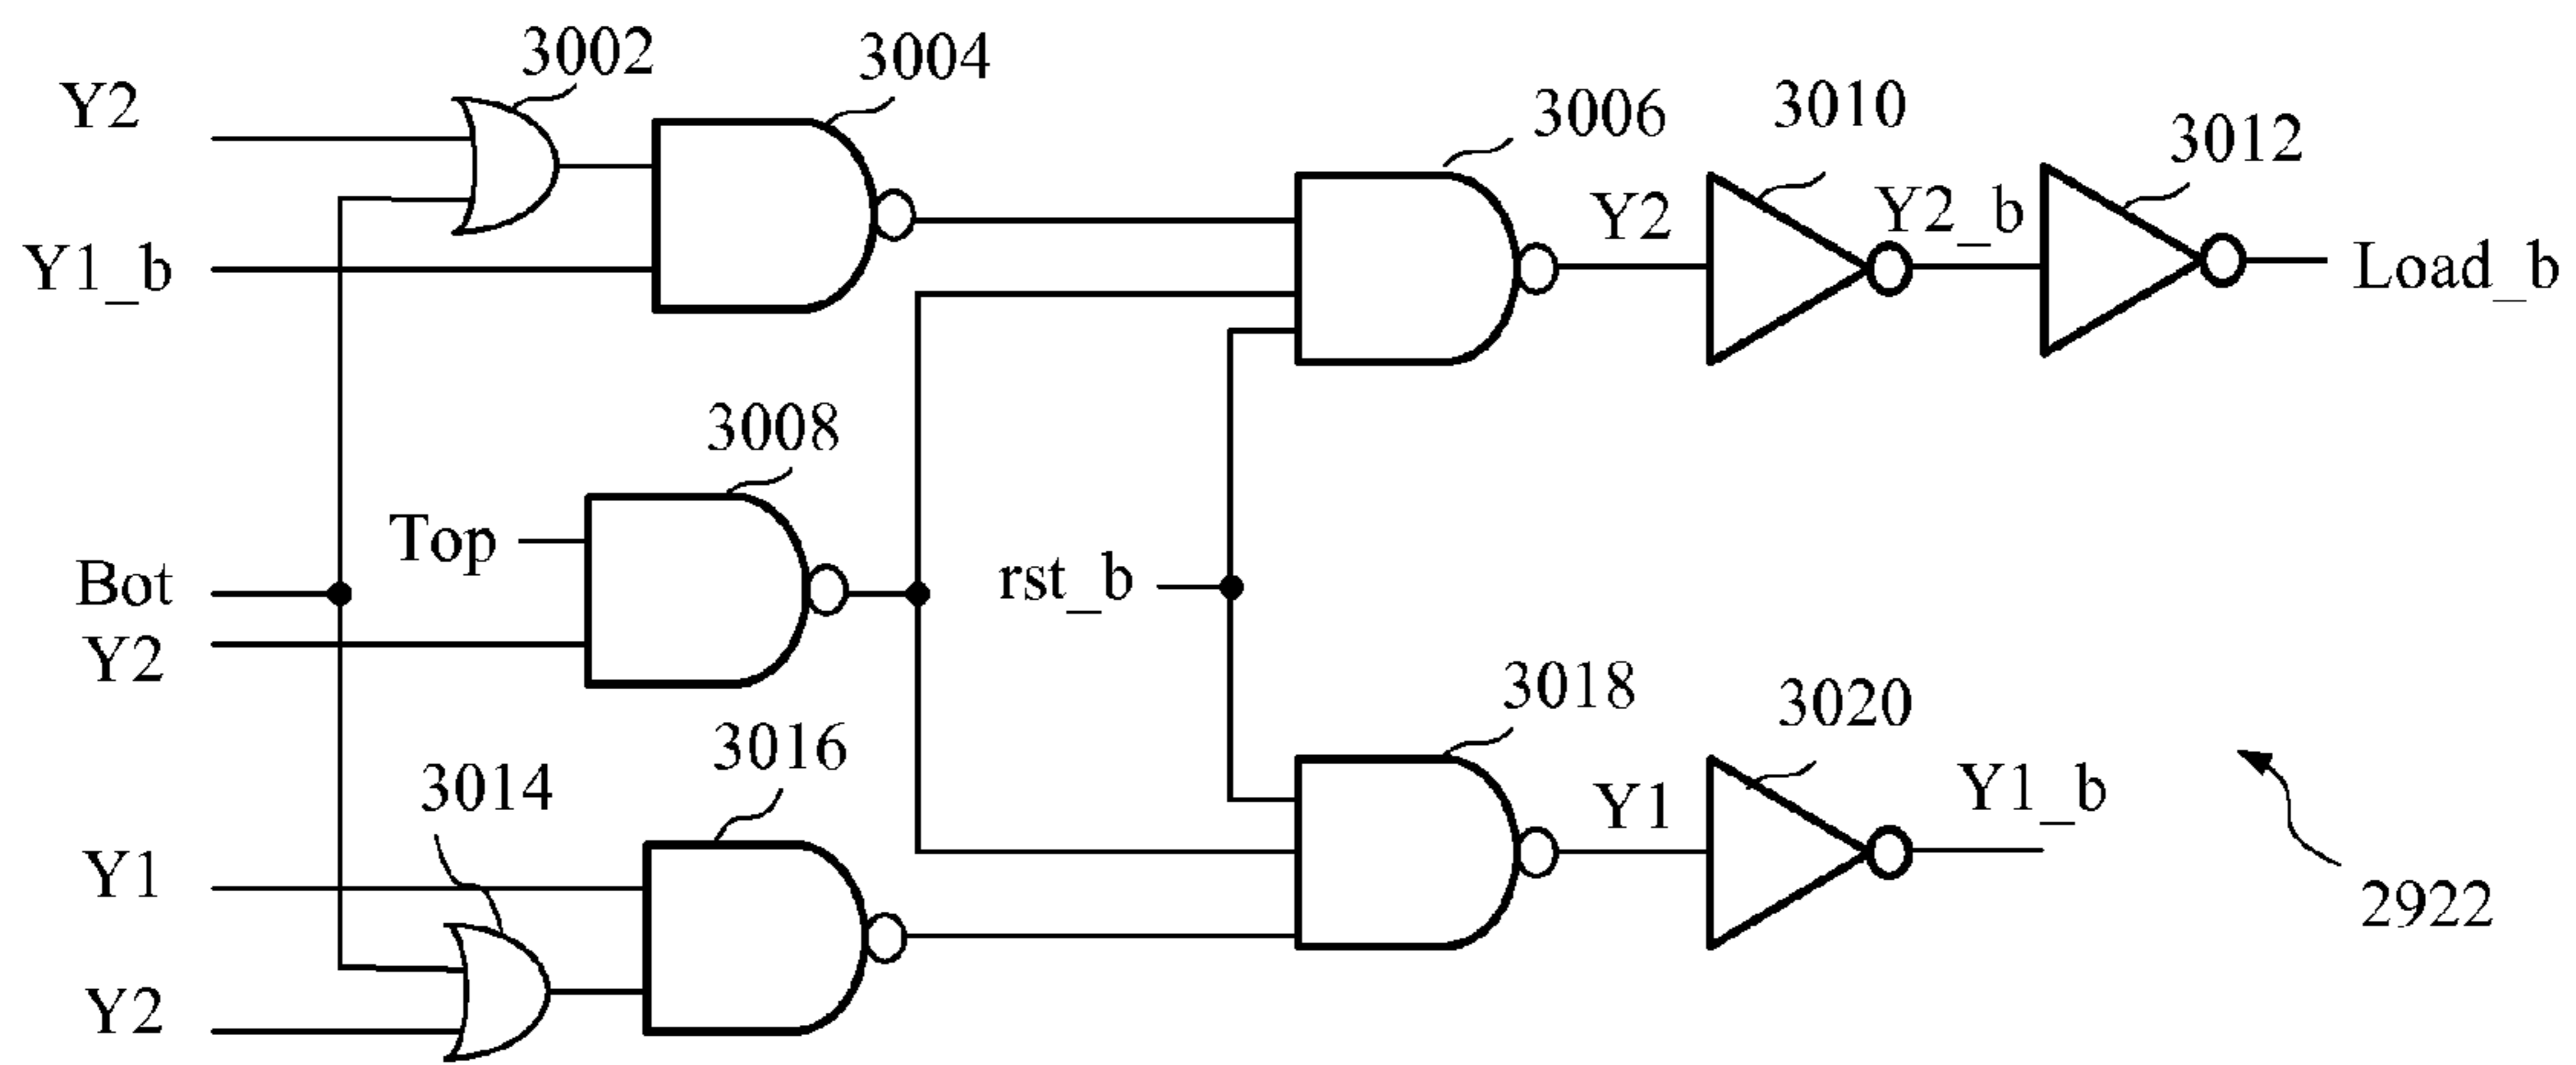 3002
3004
Y2
3006
3010
3012
Y2
Y2_b
Y1_b
Load_b
3008
Top
Bot
rst_b
Y2
3018
3020
3016
3014
Y1
Y1_b
Y1
2922
Y2